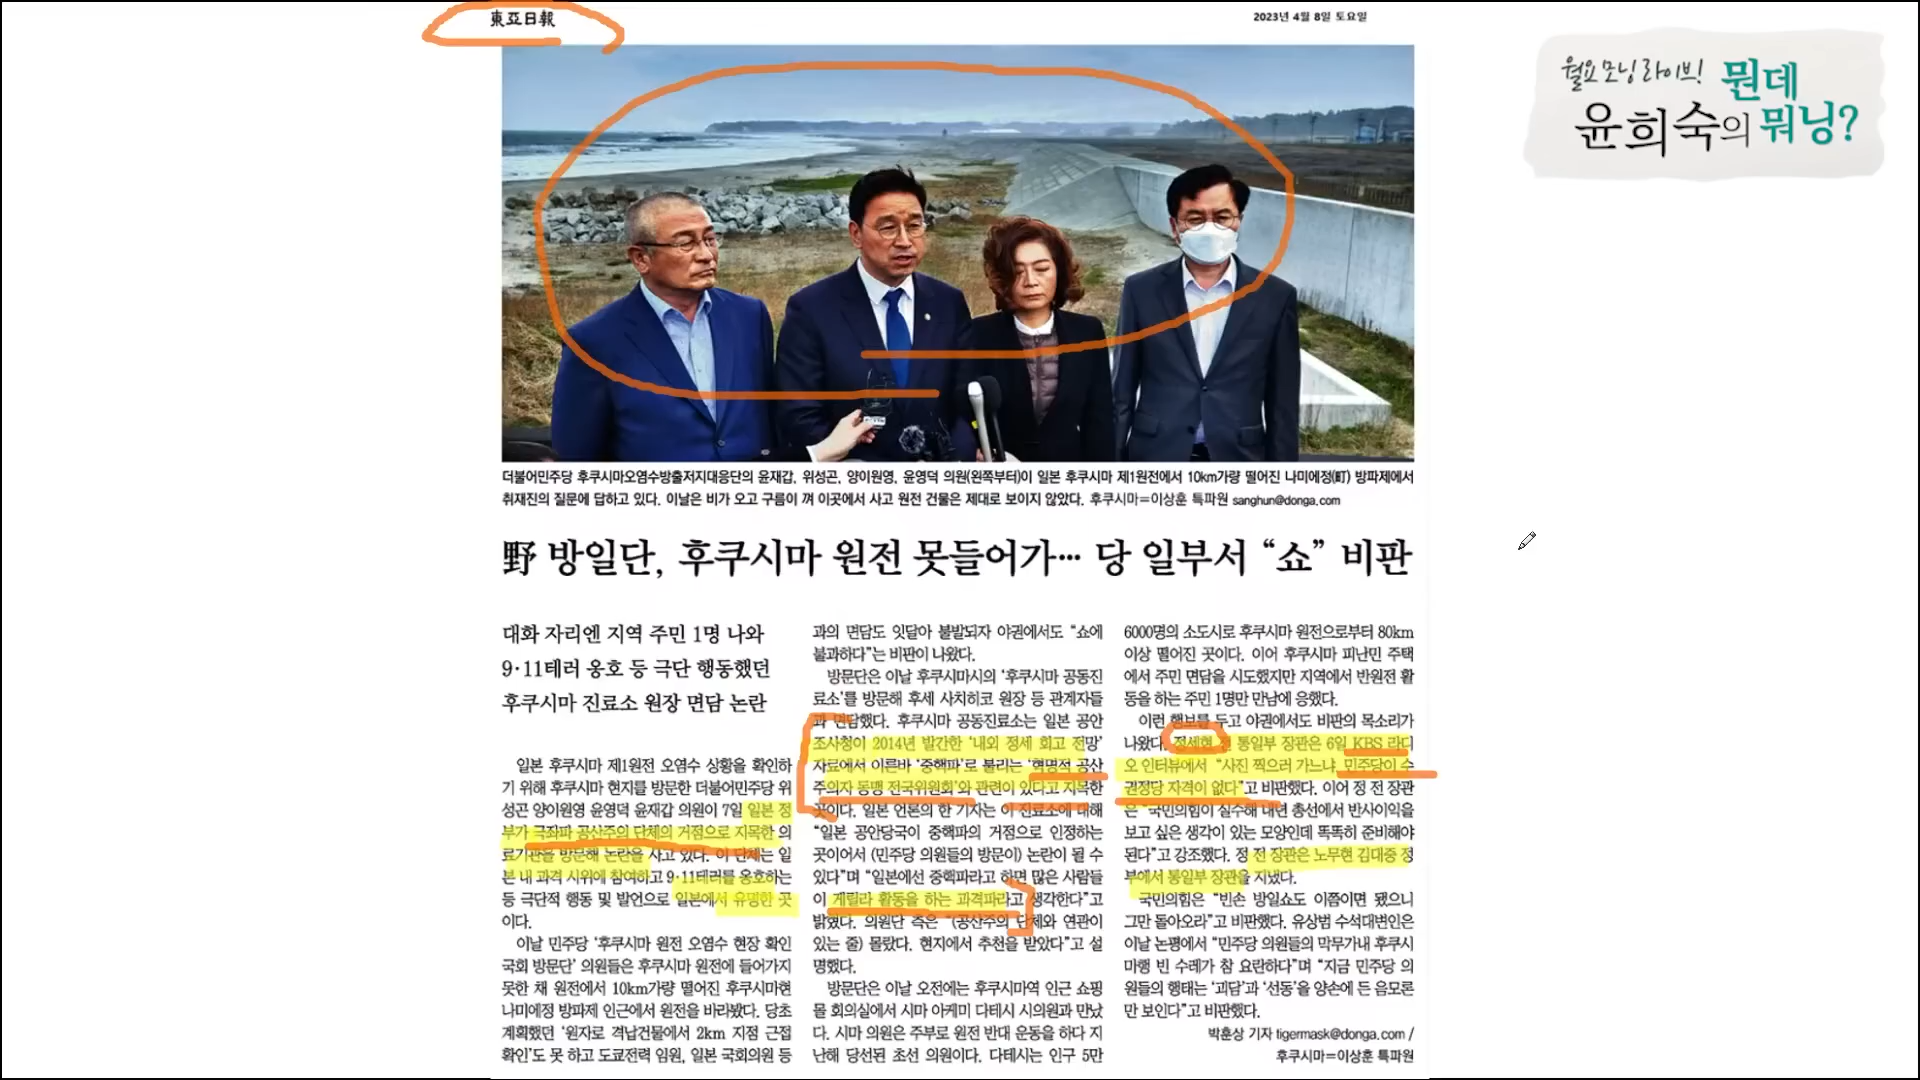 東亞日報
2023년 4월 8일 토요일
월요모닝라이브! 뭔데
윤희숙의 뭐닝?
더불어민주당 후쿠시마오염수방출저지대응단의 윤재갑, 위성곤, 양이원영, 윤영덕 의원(왼쪽부터)이 일본 후쿠시마 제1원전에서 10km가량 떨어진 나미에정(町) 방파제에서
취재진의 질문에 답하고 있다. 이날은 비가 오고 구름이 껴 이곳에서 사고 원전 건물은 제대로 보이지 않았다. 후쿠시마=이상훈 특파원 sanghun@donga.com
野 방일단, 후쿠시마 원전 못들어가… 당 일부서 “쇼” 비판
대화 자리엔 지역 주민 1명 나와
9·11테러 옹호 등 극단 행동했던
후쿠시마 진료소 원장 면담 논란
일본 후쿠시마 제1원전 오염수 상황을 확인하
기 위해 후쿠시마 현지를 방문한 더불어민주당 위
성곤 양이원영 윤영덕 윤재갑 의원이 7일 일본 정
부가 극좌파 공산주의 단체의 거점으로 지목한 의
료기관을 방문해 논란을 사고 있다. 이 단체는 일
본 내 과격 시위에 참여하고 9·11테러를 옹호하는
등 극단적 행동 및 발언으로 일본에서 유명한 곳
이다.
이날 민주당 ‘후쿠시마 원전 오염수 현장 확인
국회 방문단’ 의원들은 후쿠시마 원전에 들어가지
못한 채 원전에서 10km가량 떨어진 후쿠시마현
나미에정 방파제 인근에서 원전을 바라봤다. 당초
계획했던 ‘원자로 격납건물에서 2km 지점 근접
확인’도 못 하고 도쿄전력 임원, 일본 국회의원 등
과의 면담도 잇달아 불발되자 야권에서도 “쇼에
불과하다”는 비판이 나왔다.
방문단은 이날 후쿠시마시의 ‘후쿠시마 공동진
료소’를 방문해 후세 사치히코 원장 등 관계자들
과 면담했다. 후쿠시마 공동진료소는 일본 공안
조사청이 2014년 발간한 ‘내외 정세 회고 전망’
자료에서 이른바 ‘중핵파’로 불리는 ‘혁명적 공산
주의자 동맹 전국위원회’와 관련이 있다고 지목한
곳이다. 일본 언론의 한 기자는 이 진료소에 대해
“일본 공안당국이 중핵파의 거점으로 인정하는
곳이어서 (민주당 의원들의 방문이) 논란이 될 수
있다”며 “일본에선 중핵파라고 하면 많은 사람들
이 게릴라 활동을 하는 과격파라고 생각한다”고
밝혔다. 의원단 측은 “(공산주의 단체와 연관이
있는 줄) 몰랐다. 현지에서 추천을 받았다”고 설
명했다.
방문단은 이날 오전에는 후쿠시마역 인근 쇼핑
몰 회의실에서 시마 아케미 다테시 시의원과 만났
다. 시마 의원은 주부로 원전 반대 운동을 하다 지
난해 당선된 초선 의원이다. 다테시는 인구 5만
6000명의 소도시로 후쿠시마 원전으로부터 80km
이상 떨어진 곳이다. 이어 후쿠시마 피난민 주택
에서 주민 면담을 시도했지만 지역에서 반원전 활
동을 하는 주민 1명만 만남에 응했다.
이런 행보를 두고 야권에서도 비판의 목소리가
나왔다. 정세현 전 통일부 장관은 6일 KBS 라디
오 인터뷰에서 “사진 찍으러 가느냐. 민주당이 수
권정당 자격이 없다”고 비판했다. 이어 정 전 장관
은 “국민의힘이 실수해 내년 총선에서 반사이익을
보고 싶은 생각이 있는 모양인데 똑똑히 준비해야
된다”고 강조했다. 정 전 장관은 노무현 김대중 정
부에서 통일부 장관을 지냈다.
국민의힘은 “빈손 방일쇼도 이쯤이면 됐으니
그만 돌아오라”고 비판했다. 유상범 수석대변인은
이날 논평에서 “민주당 의원들의 막무가내 후쿠시
마행 빈 수레가 참 요란하다”며 “지금 민주당 의
원들의 행태는 ‘괴담’과 ‘선동’을 양손에 든 음모론
만 보인다”고 비판했다.
박훈상 기자 tigermask@donga.com /
후쿠시마=이상훈 특파원